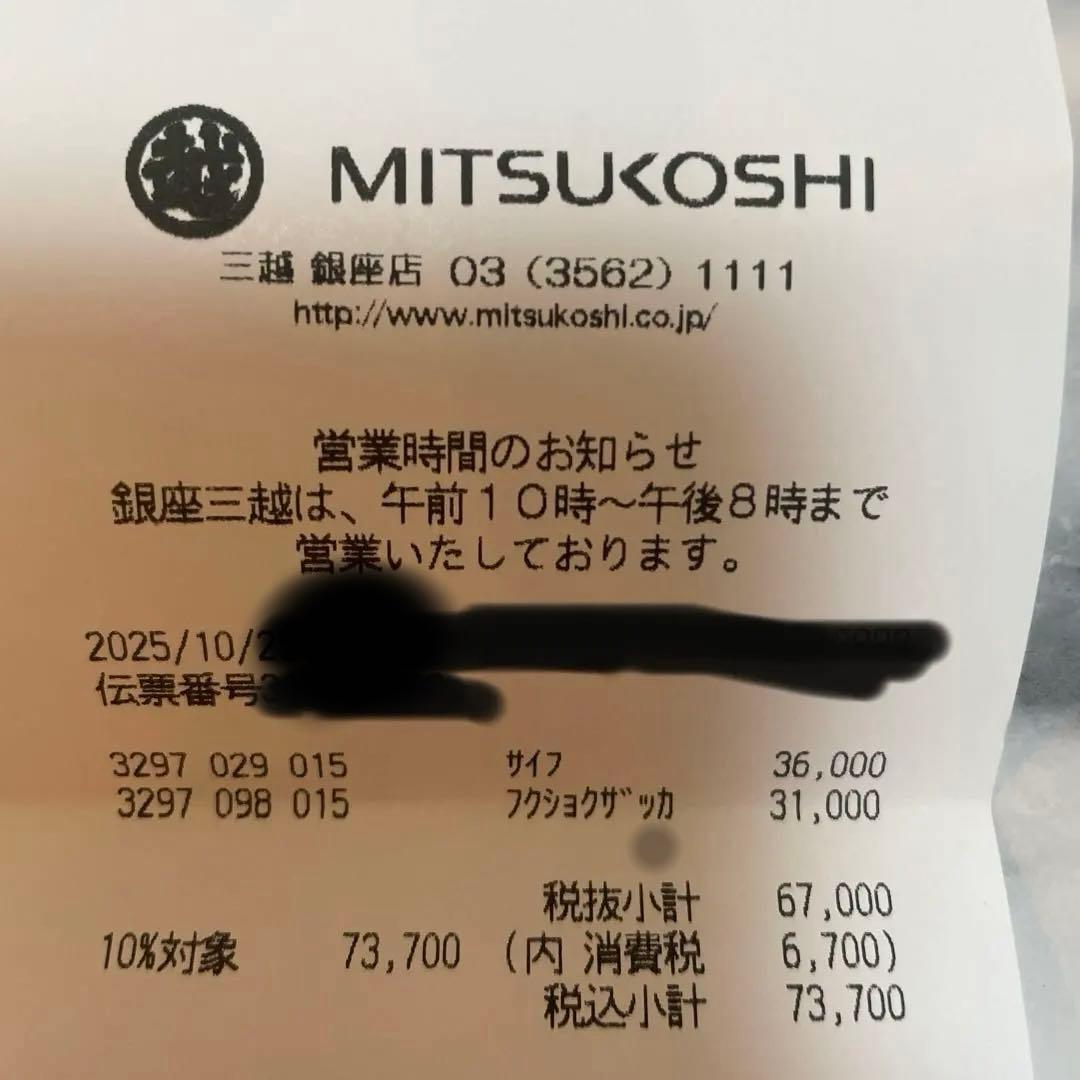 越 MITSUKOSHI
三越 銀座店 03 (3562) 1111
http://www.mitsukoshi.co.jp/
営業時間のお知らせ
銀座三越は、午前10時〜午後8時まで
営業いたしております。
2025/10/2
伝票番号3
3297 029 015 サイフ 36,000
3297 098 015 フクショクザッカ 31,000
税抜小計 67,000
10%対象 73,700 (内 消費税 6,700)
税込小計 73,700